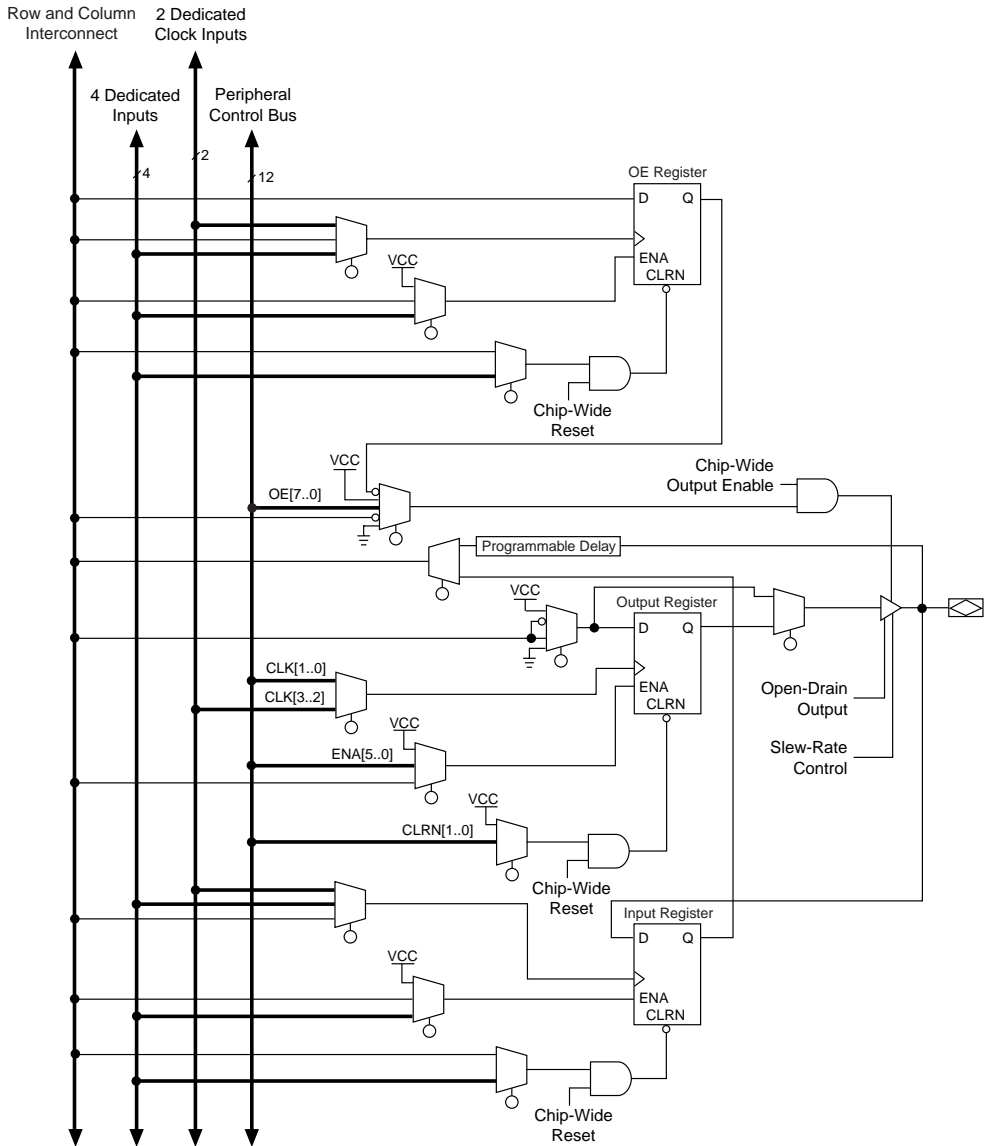 Row and Column
Interconnect
2 Dedicated
Clock Inputs
4 Dedicated
Inputs
Peripheral
Control Bus
2
4
12
OE Register
D Q
ENA
CLRN
VCC
Chip-Wide
Reset
VCC
OE[7..0]
Chip-Wide
Output Enable
Programmable Delay
VCC
Output Register
D Q
ENA
CLRN
CLK[1..0]
CLK[3..2]
Open-Drain
Output
VCC
ENA[5..0]
Slew-Rate
Control
VCC
CLRN[1..0]
Chip-Wide
Reset
Input Register
D Q
ENA
CLRN
VCC
Chip-Wide
Reset